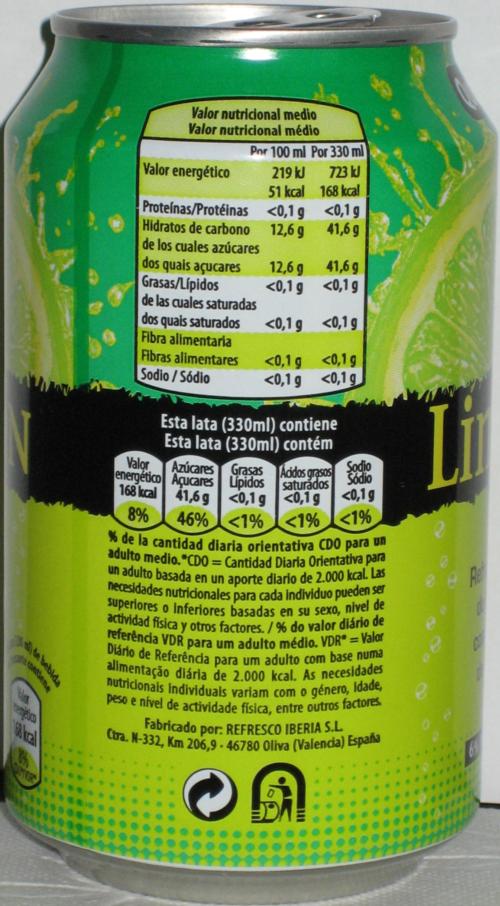 Valor nutricional medio
Valor nutricional médio
Por 100 ml Por 330 ml
Valor energético 219 kJ 723 kJ
51 kcal 168 kcal
Proteínas/Protéinas <0,1 g <0,1 g
Hidratos de carbono 12,6 g 41,6 g
de los cuales azúcares
dos quais açucares 12,6 g 41,6 g
Grasas/Lípidos <0,1 g <0,1 g
de las cuales saturadas
dos quais saturados <0,1 g <0,1 g
Fibra alimentaria
Fibras alimentares <0,1 g <0,1 g
Sodio / Sódio <0,1 g <0,1 g
N
Lin
Esta lata (330ml) contiene
Esta lata (330ml) contém
Valor energético 168 kcal 8%
Azúcares Açucares 41,6 g 46%
Grasas Lípidos <0,1 g <1%
Ácidos grasos saturados <0,1 g <1%
Sodio Sódio <0,1 g <1%
% de la cantidad diaria orientativa CDO para un
adulto medio.*CDO = Cantidad Diaria Orientativa para
un adulto basada en un aporte diario de 2.000 kcal. Las
necesidades nutricionales para cada individuo pueden ser
superiores o inferiores basadas en su sexo, nivel de
actividad física y otros factores. / % do valor diário de
referência VDR para um adulto médio. VDR* = Valor
Diário de Referência para um adulto com base numa
alimentação diária de 2.000 kcal. As necesidades
nutricionais individuais variam com o género, idade,
peso e nível de actividade física, entre outros factores.
Fabricado por: REFRESCO IBERIA S.L.
Ctra. N-332, Km 206,9 - 46780 Oliva (Valencia) España
de bebida
contiene
Valor
energético
168 kcal
8%